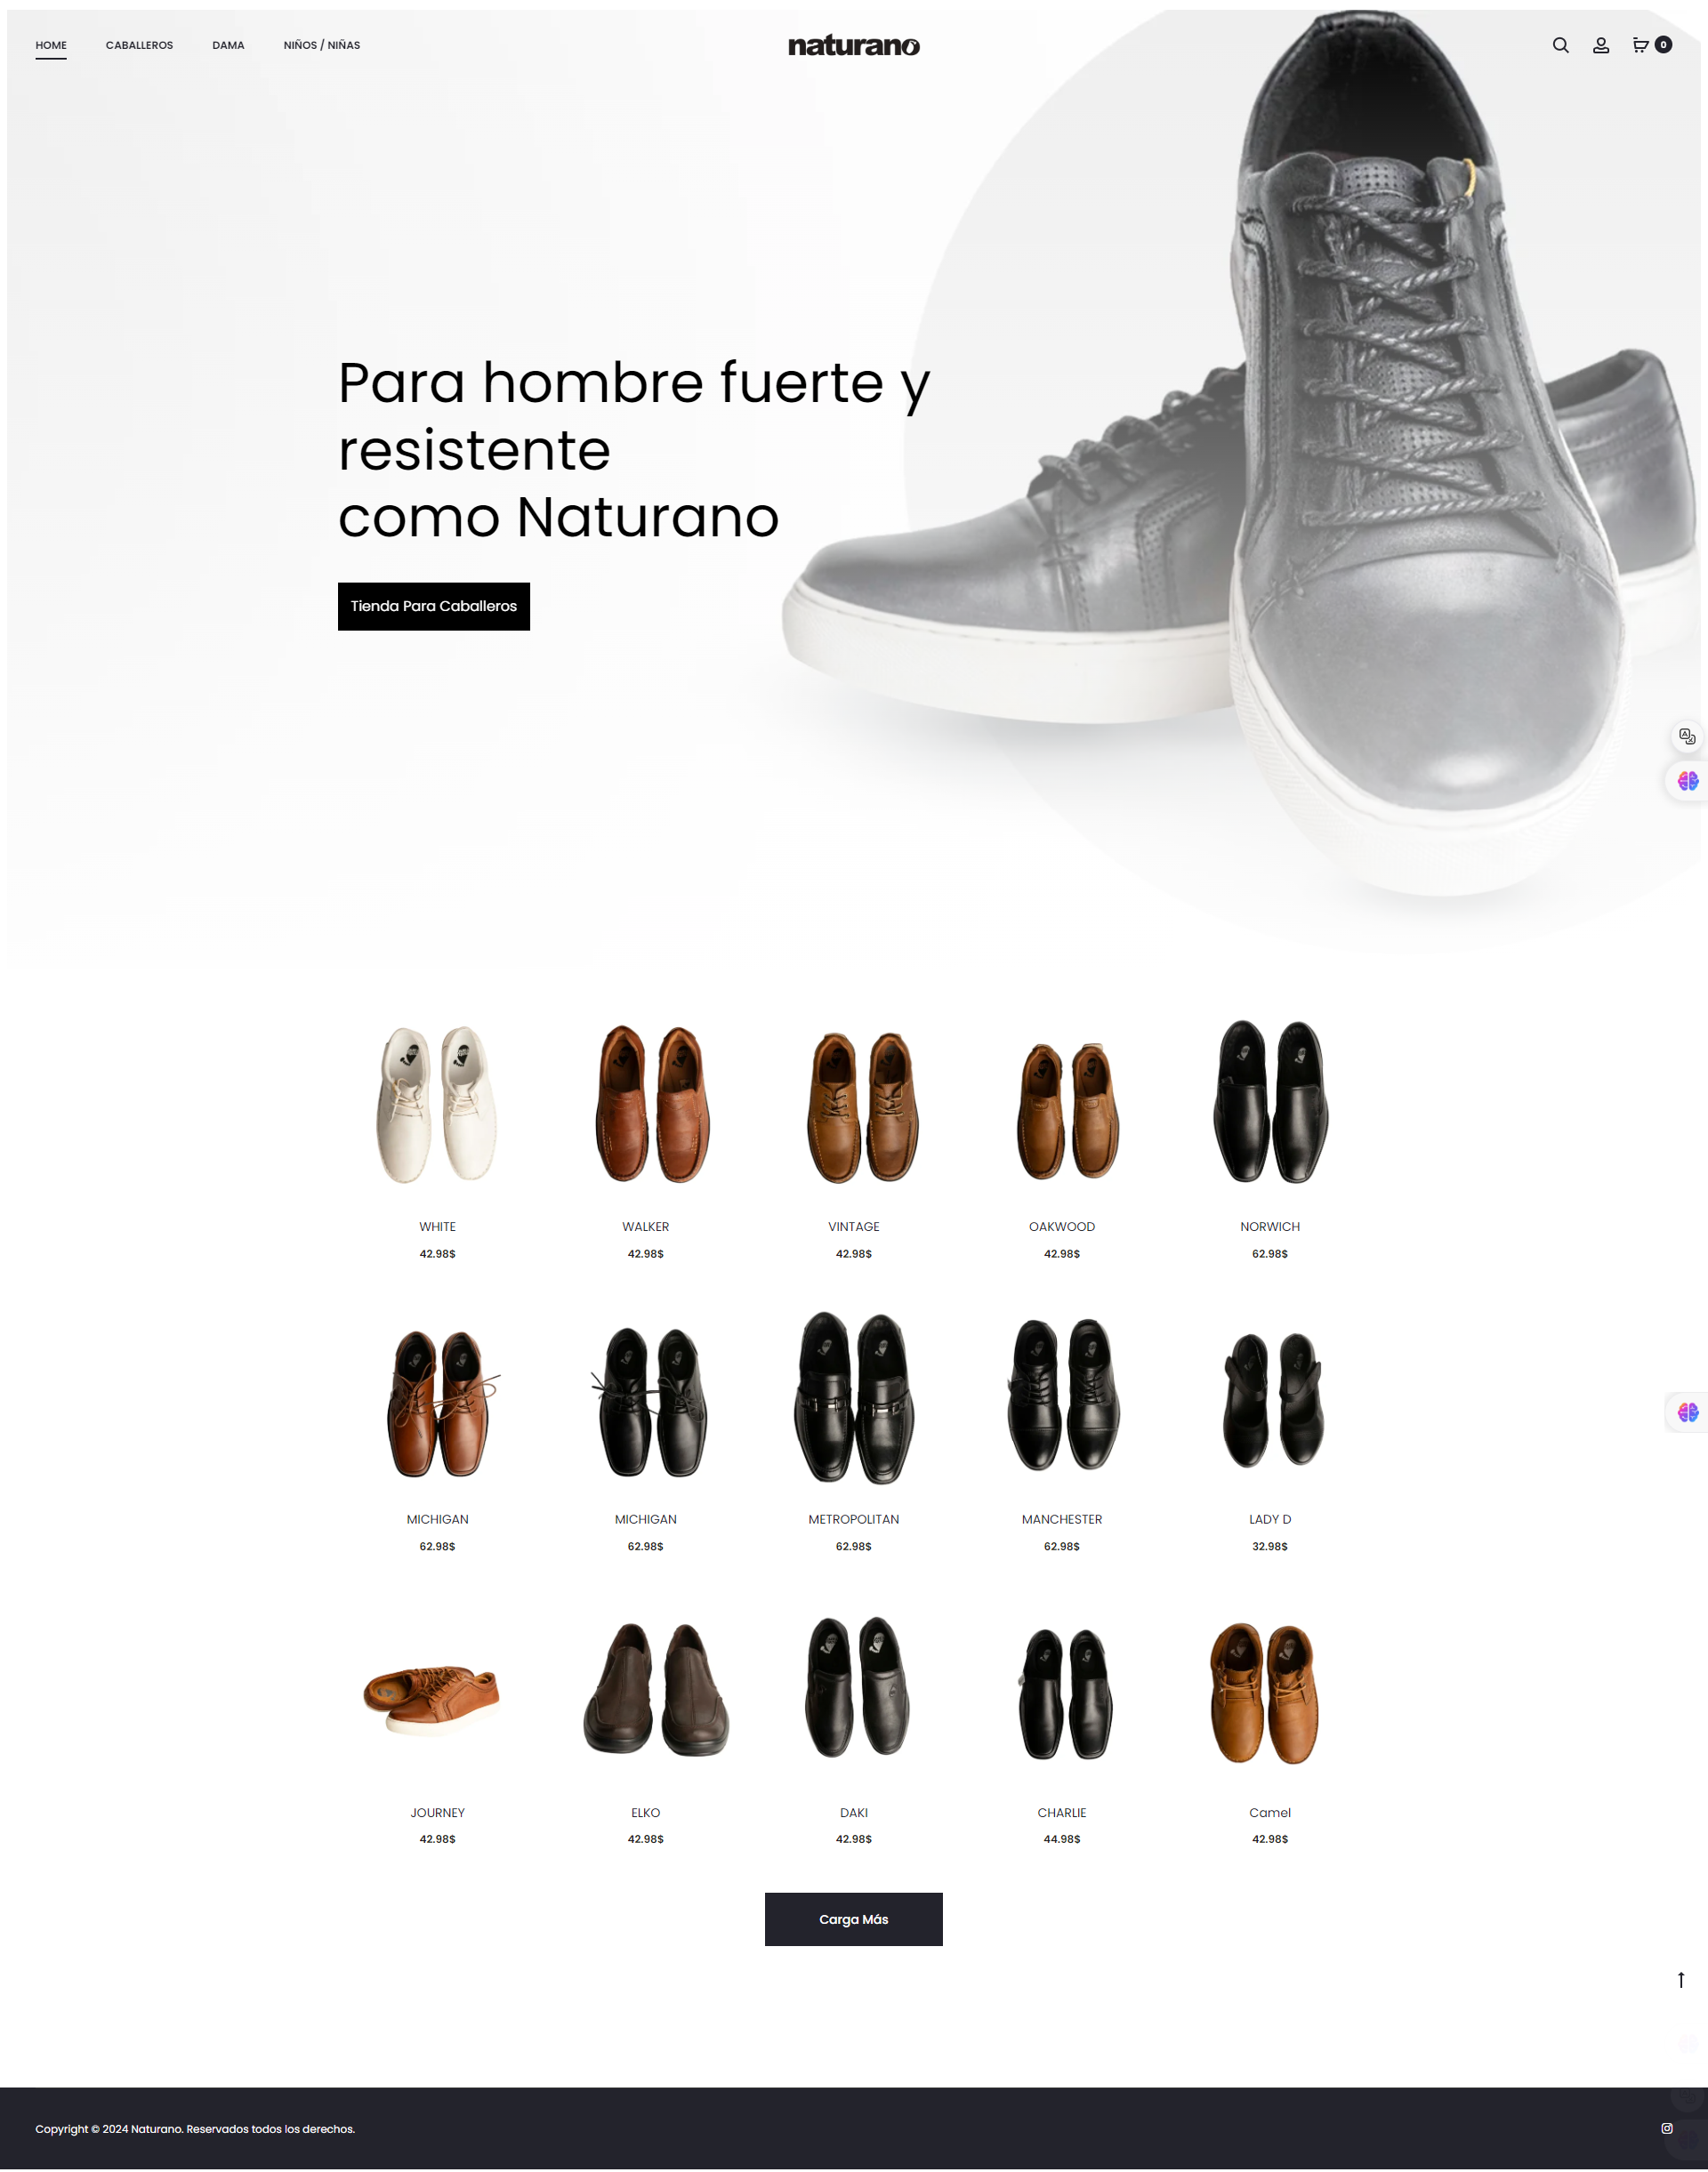 HOME
CABALLEROS
DAMA
NIÑOS / NIÑAS
naturano
0
Para hombre fuerte y
resistente
como Naturano
Tienda Para Caballeros
WHITE
WALKER
VINTAGE
OAKWOOD
NORWICH
42.98$
42.98$
42.98$
42.98$
62.98$
MICHIGAN
MICHIGAN
METROPOLITAN
MANCHESTER
LADY D
62.98$
62.98$
62.98$
62.98$
32.98$
JOURNEY
ELKO
DAKI
CHARLIE
Camel
42.98$
42.98$
42.98$
44.98$
42.98$
Carga Más
Copyright © 2024 Naturano. Reservados todos los derechos.